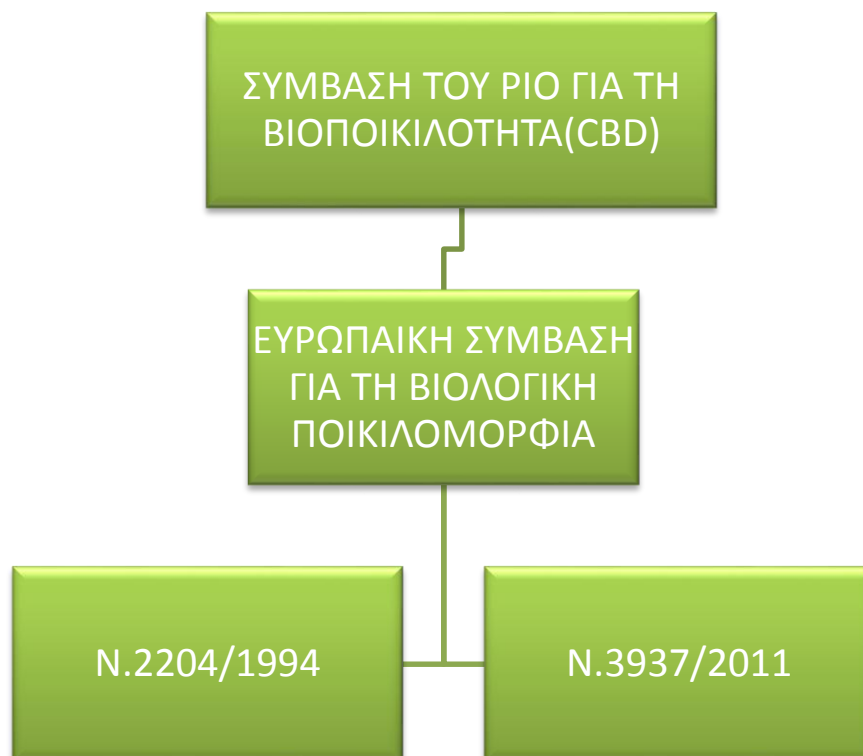 ΣΥΜΒΑΣΗ ΤΟΥ ΡΙΟ ΓΙΑ ΤΗ
ΒΙΟΠΟΙΚΙΛΟΤΗΤΑ(CBD)
ΕΥΡΩΠΑΙΚΗ ΣΥΜΒΑΣΗ
ΓΙΑ ΤΗ ΒΙΟΛΟΓΙΚΗ
ΠΟΙΚΙΛΟΜΟΡΦΙΑ
Ν.2204/1994
Ν.3937/2011